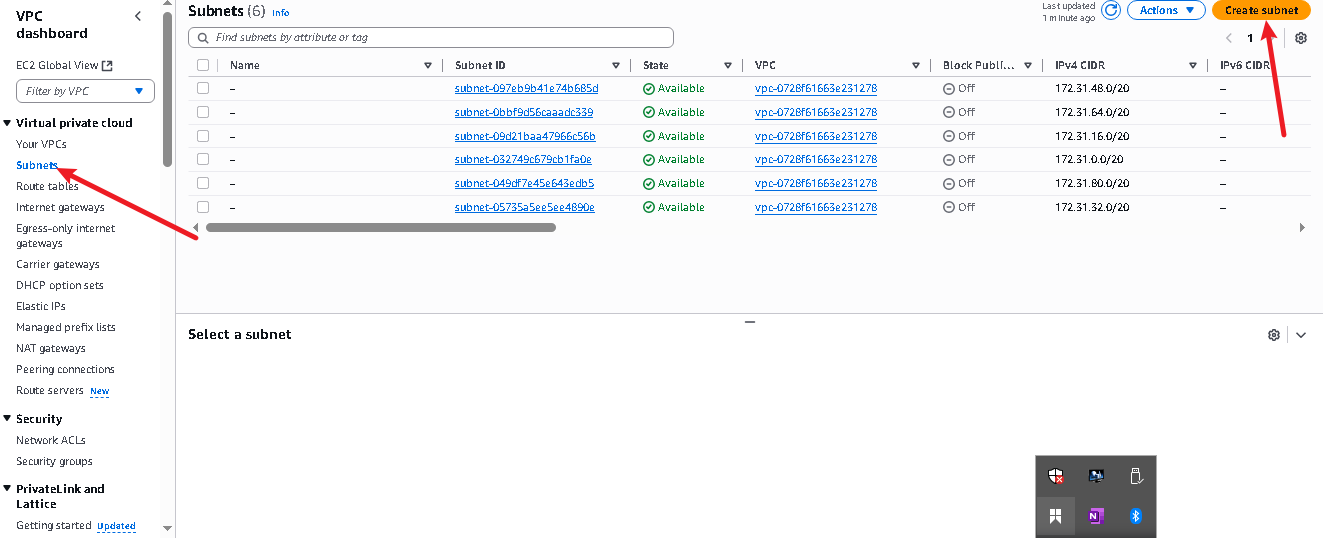 VPC dashboard
EC2 Global View
Filter by VPC
Virtual private cloud
Your VPCs
Subnets
Route tables
Internet gateways
Egress-only internet gateways
Carrier gateways
DHCP option sets
Elastic IPs
Managed prefix lists
NAT gateways
Peering connections
Route servers New
Security
Network ACLs
Security groups
PrivateLink and Lattice
Getting started Updated
Subnets (6) Info
Last updated 1 minute ago
Actions
Create subnet
Find subnets by attribute or tag
1
Name Subnet ID State VPC Block Publi... IPv4 CIDR IPv6 CIDR
– subnet-097eb9b41e74b685d Available vpc-0728f61663e231278 Off 172.31.48.0/20 –
– subnet-0bbf9d56caaadc339 Available vpc-0728f61663e231278 Off 172.31.64.0/20 –
– subnet-09d21baa47966c56b Available vpc-0728f61663e231278 Off 172.31.16.0/20 –
– subnet-032749c679cb1fa0e Available vpc-0728f61663e231278 Off 172.31.0.0/20 –
– subnet-049df7e45e643edb5 Available vpc-0728f61663e231278 Off 172.31.80.0/20 –
– subnet-05735a5ee5ee4890e Available vpc-0728f61663e231278 Off 172.31.32.0/20 –
Select a subnet
N